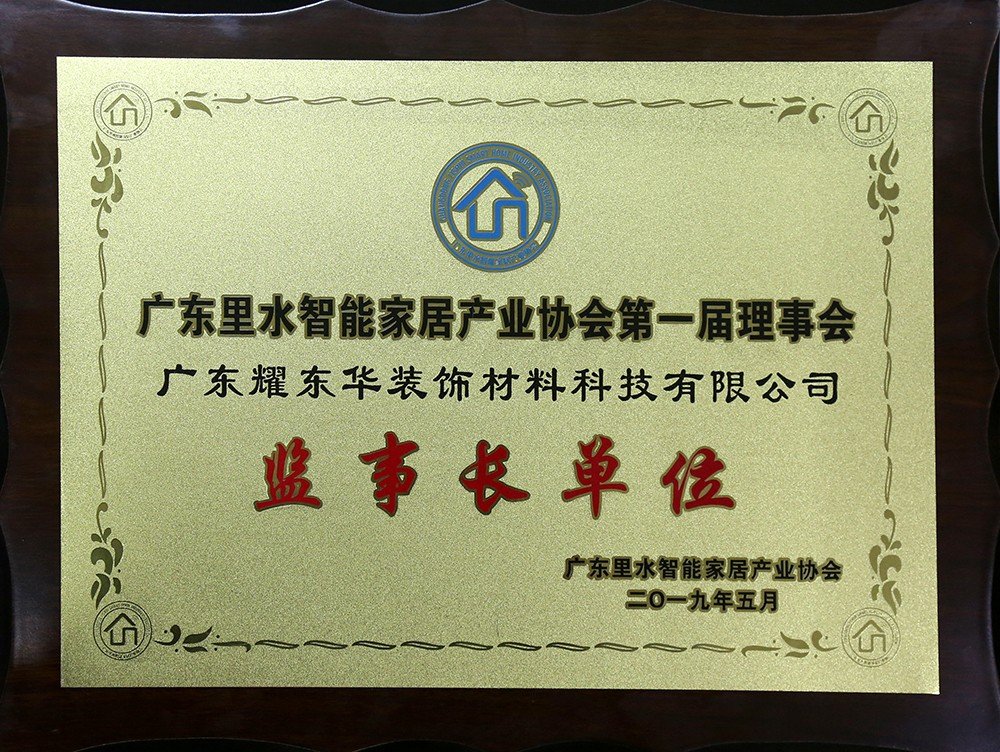 广东里水智能家居产业协会第一届理事会
广东耀东华装饰材料科技有限公司
监事长单位
广东里水智能家居产业协会
二〇一九年五月